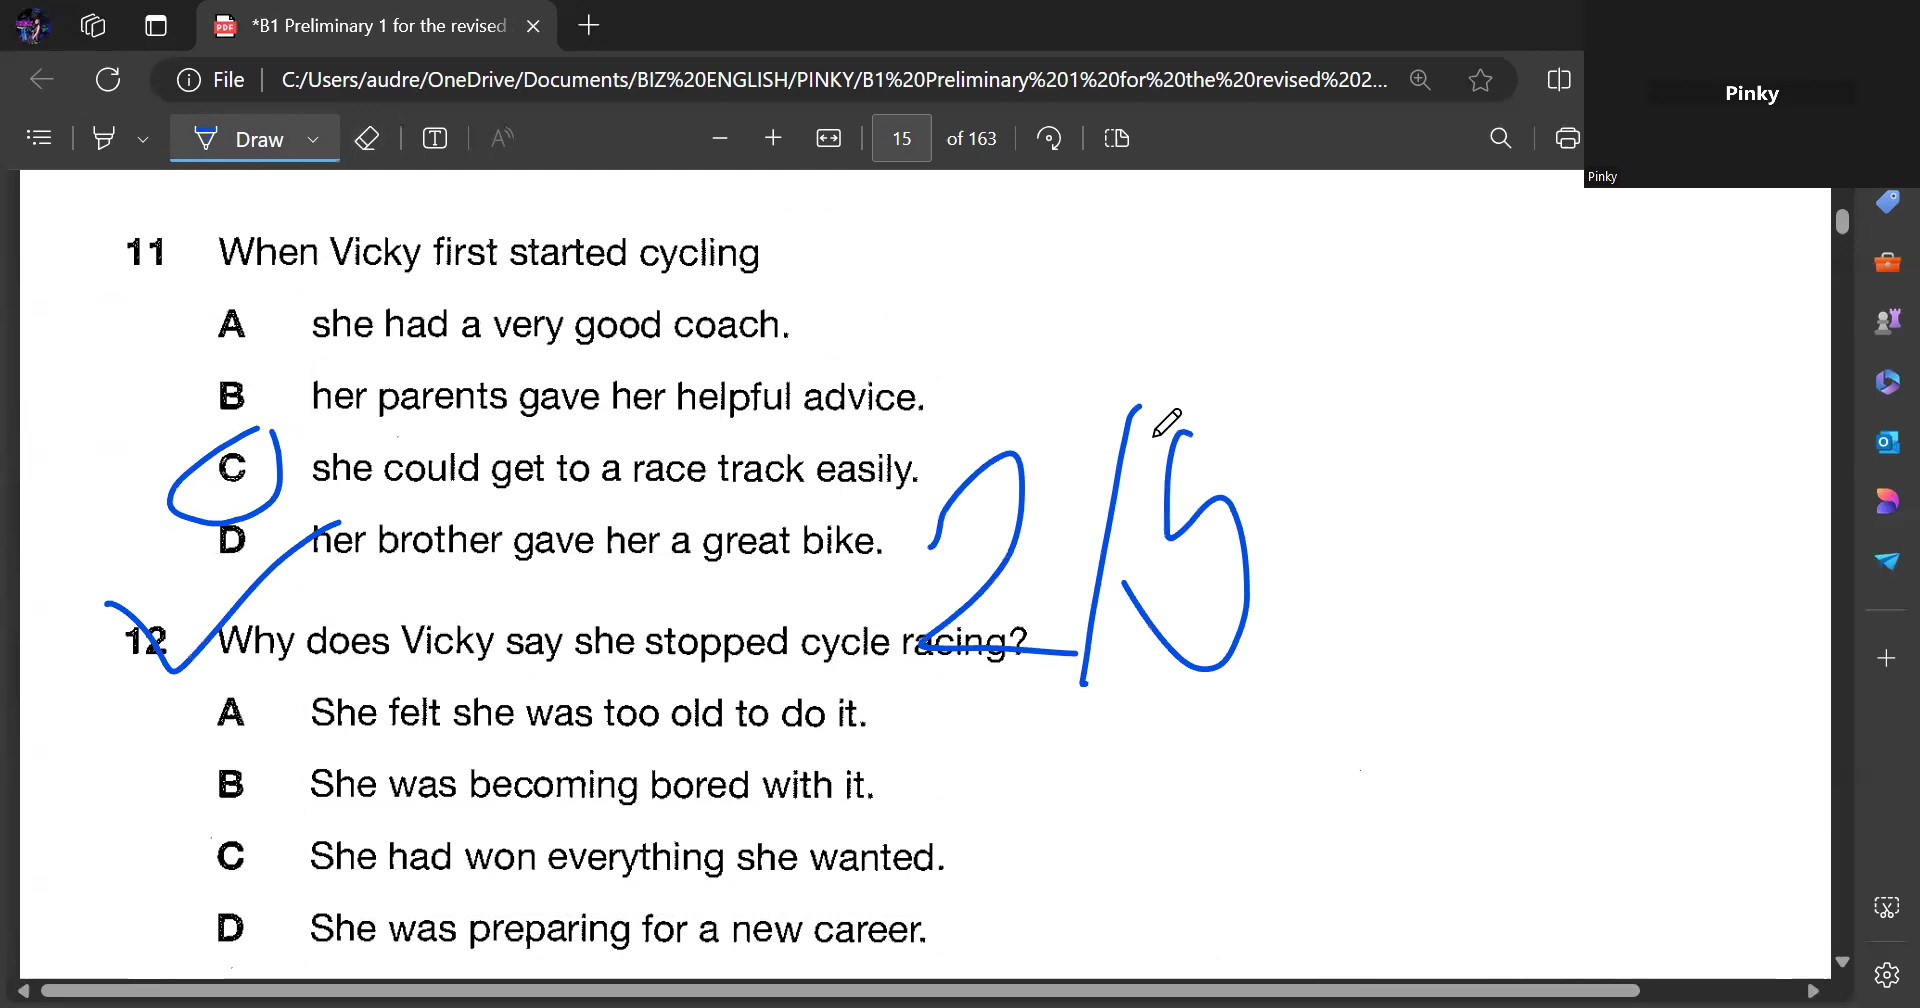 *B1 Preliminary 1 for the revised
File
C:/Users/audre/OneDrive/Documents/BIZ%20ENGLISH/PINKY/B1%20Preliminary%201%20for%20the%20revised%202...
Pinky
Draw
15 of 163
Pinky
11 When Vicky first started cycling
A she had a very good coach.
B her parents gave her helpful advice.
C she could get to a race track easily.
D her brother gave her a great bike.
2/5
12 Why does Vicky say she stopped cycle racing?
A She felt she was too old to do it.
B She was becoming bored with it.
C She had won everything she wanted.
D She was preparing for a new career.